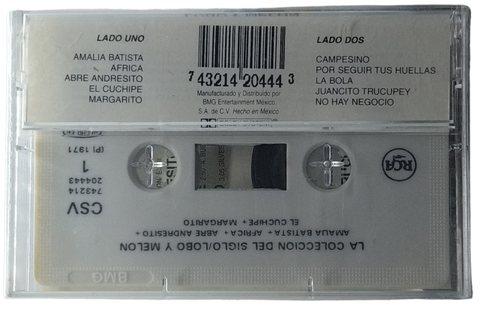 LADO UNO
AMALIA BATISTA
AFRICA
ABRE ANDRESITO
EL CUCHIPE
MARGARITO
7 43214 20444 3
Manufacturado y Distribuido por
BMG Entertainment México,
S.A. de C.V. Hecho en México
LADO DOS
CAMPESINO
POR SEGUIR TUS HUELLAS
LA BOLA
JUANCITO TRUCUPEY
NO HAY NEGOCIO
BMG
LA COLECCION DEL SIGLO/LOBO Y MELON
AMALIA BATISTA + AFRICA + ABRE ANDRESITO +
EL CUCHIPE + MARGARITO
CSV
743214
204443
1
(P) 1971
RCA